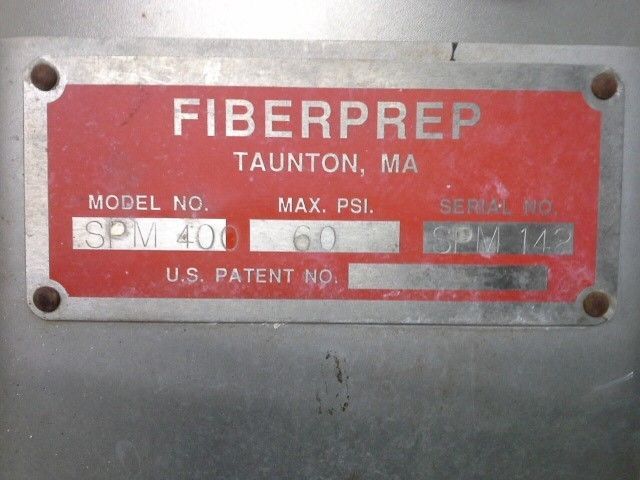 FIBERPREP
TAUNTON, MA
MODEL NO. MAX. PSI. SERIAL NO.
SPM 400 60 SPM 142
U.S. PATENT NO.